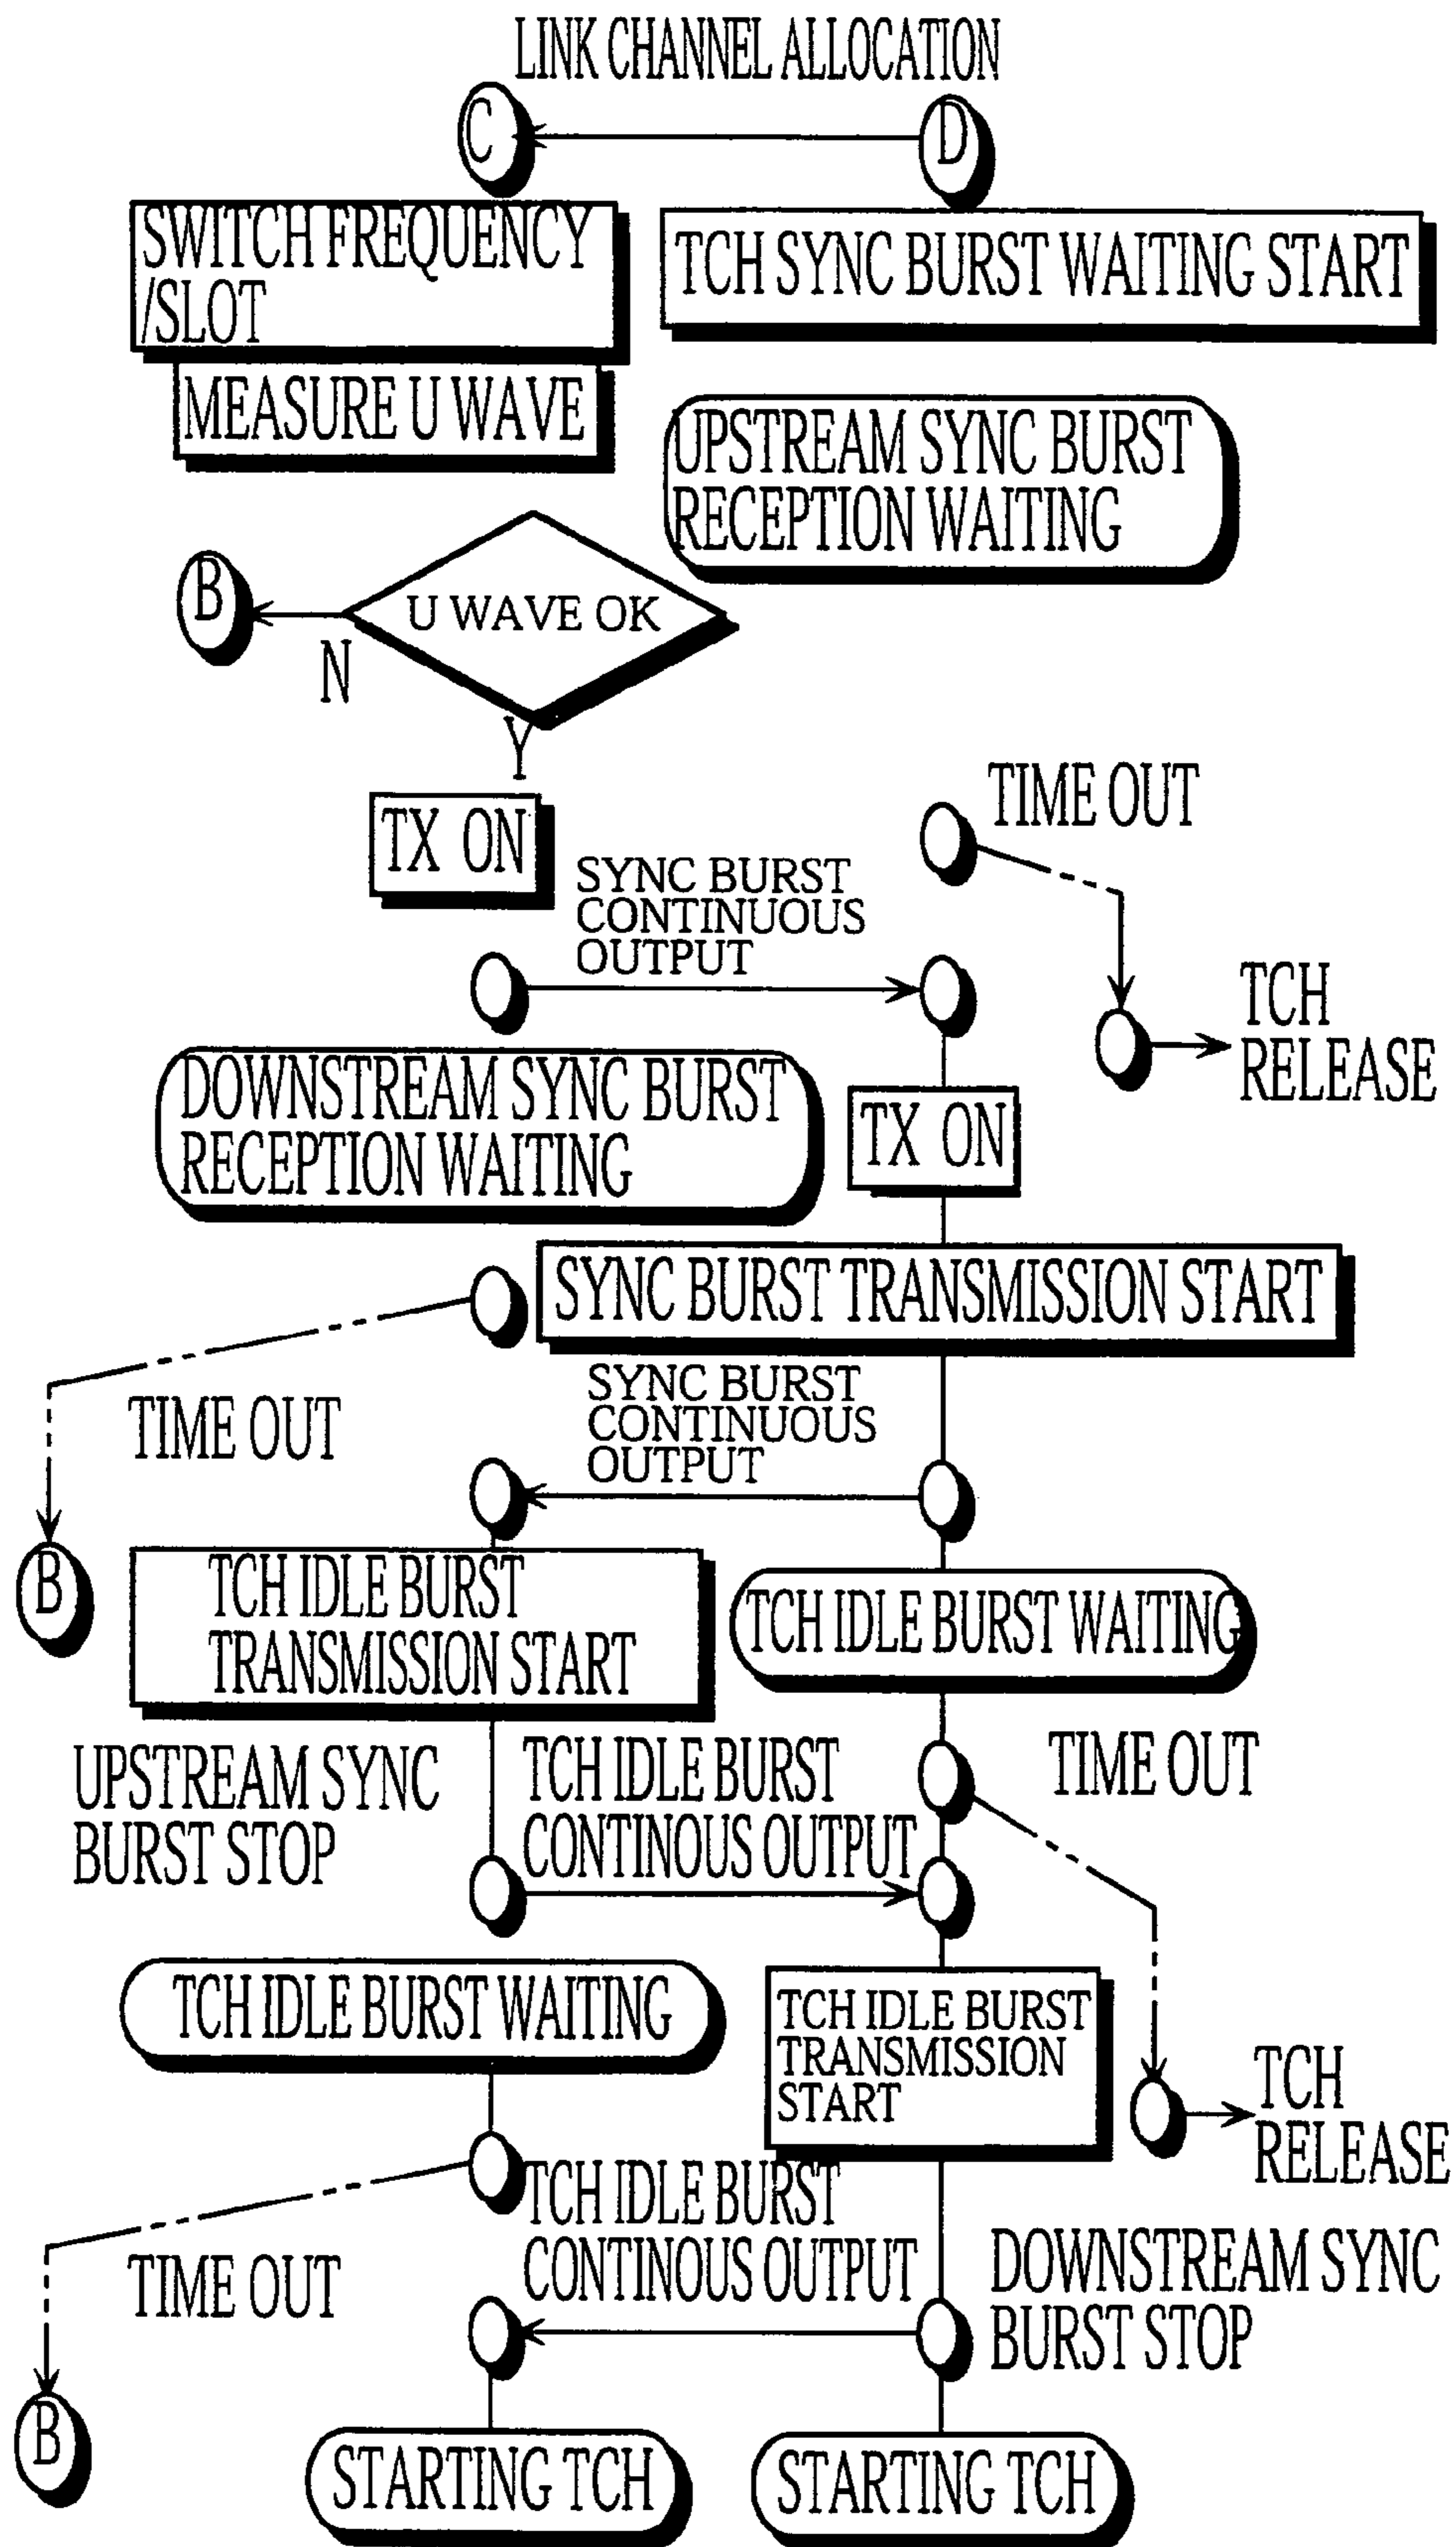 LINK CHANNEL ALLOCATION
C
D
SWITCH FREQUENCY
/SLOT
TCH SYNC BURST WAITING START
MEASURE U WAVE
UPSTREAM SYNC BURST
RECEPTION WAITING
B
U WAVE OK
N
Y
TIME OUT
TX ON
SYNC BURST
CONTINUOUS
OUTPUT
TCH
RELEASE
DOWNSTREAM SYNC BURST
RECEPTION WAITING
TX ON
SYNC BURST TRANSMISSION START
SYNC BURST
CONTINUOUS
OUTPUT
TIME OUT
B
TCH IDLE BURST
TRANSMISSION START
TCH IDLE BURST WAITING
UPSTREAM SYNC
BURST STOP
TCH IDLE BURST
CONTINOUS OUTPUT
TIME OUT
TCH IDLE BURST WAITING
TCH IDLE BURST
TRANSMISSION
START
TCH
RELEASE
TCH IDLE BURST
CONTINOUS OUTPUT
TIME OUT
DOWNSTREAM SYNC
BURST STOP
B
STARTING TCH
STARTING TCH